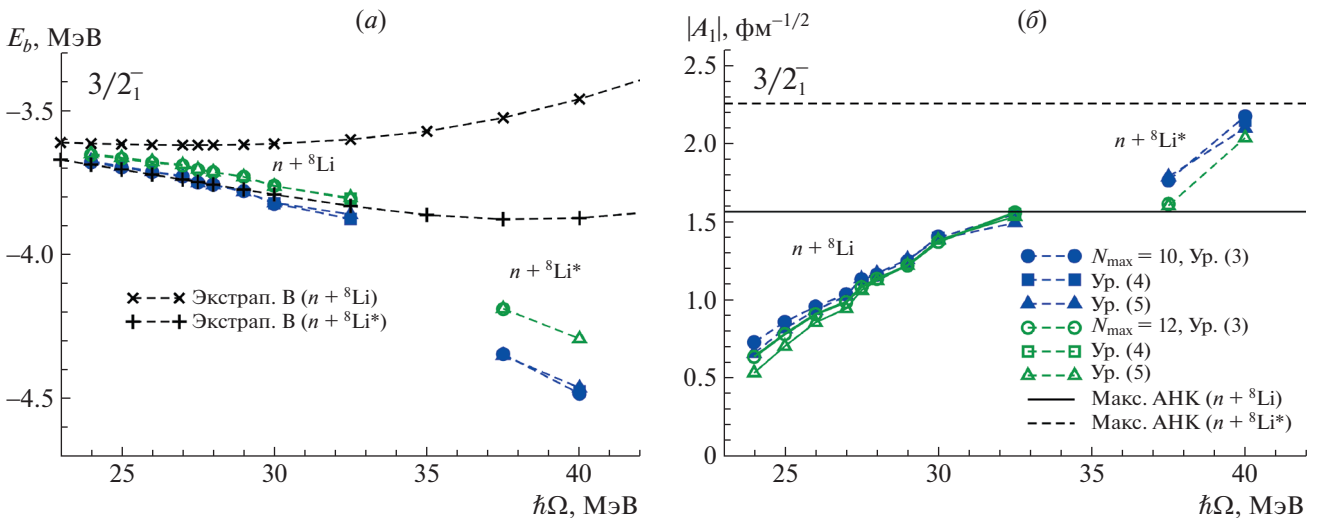 (а)
E_b, МэВ
3/2⁻₁
−3.5
−4.0
−4.5
n + ⁸Li
n + ⁸Li*
Экстрап. B (n + ⁸Li)
Экстрап. B (n + ⁸Li*)
25 30 35 40
ℏΩ, МэВ
(б)
|A₁|, фм⁻¹ᐟ²
3/2⁻₁
2.5
2.0
1.5
1.0
0.5
0
n + ⁸Li*
n + ⁸Li
N_max = 10, Ур. (3)
Ур. (4)
Ур. (5)
N_max = 12, Ур. (3)
Ур. (4)
Ур. (5)
Макс. АНК (n + ⁸Li)
Макс. АНК (n + ⁸Li*)
25 30 35 40
ℏΩ, МэВ